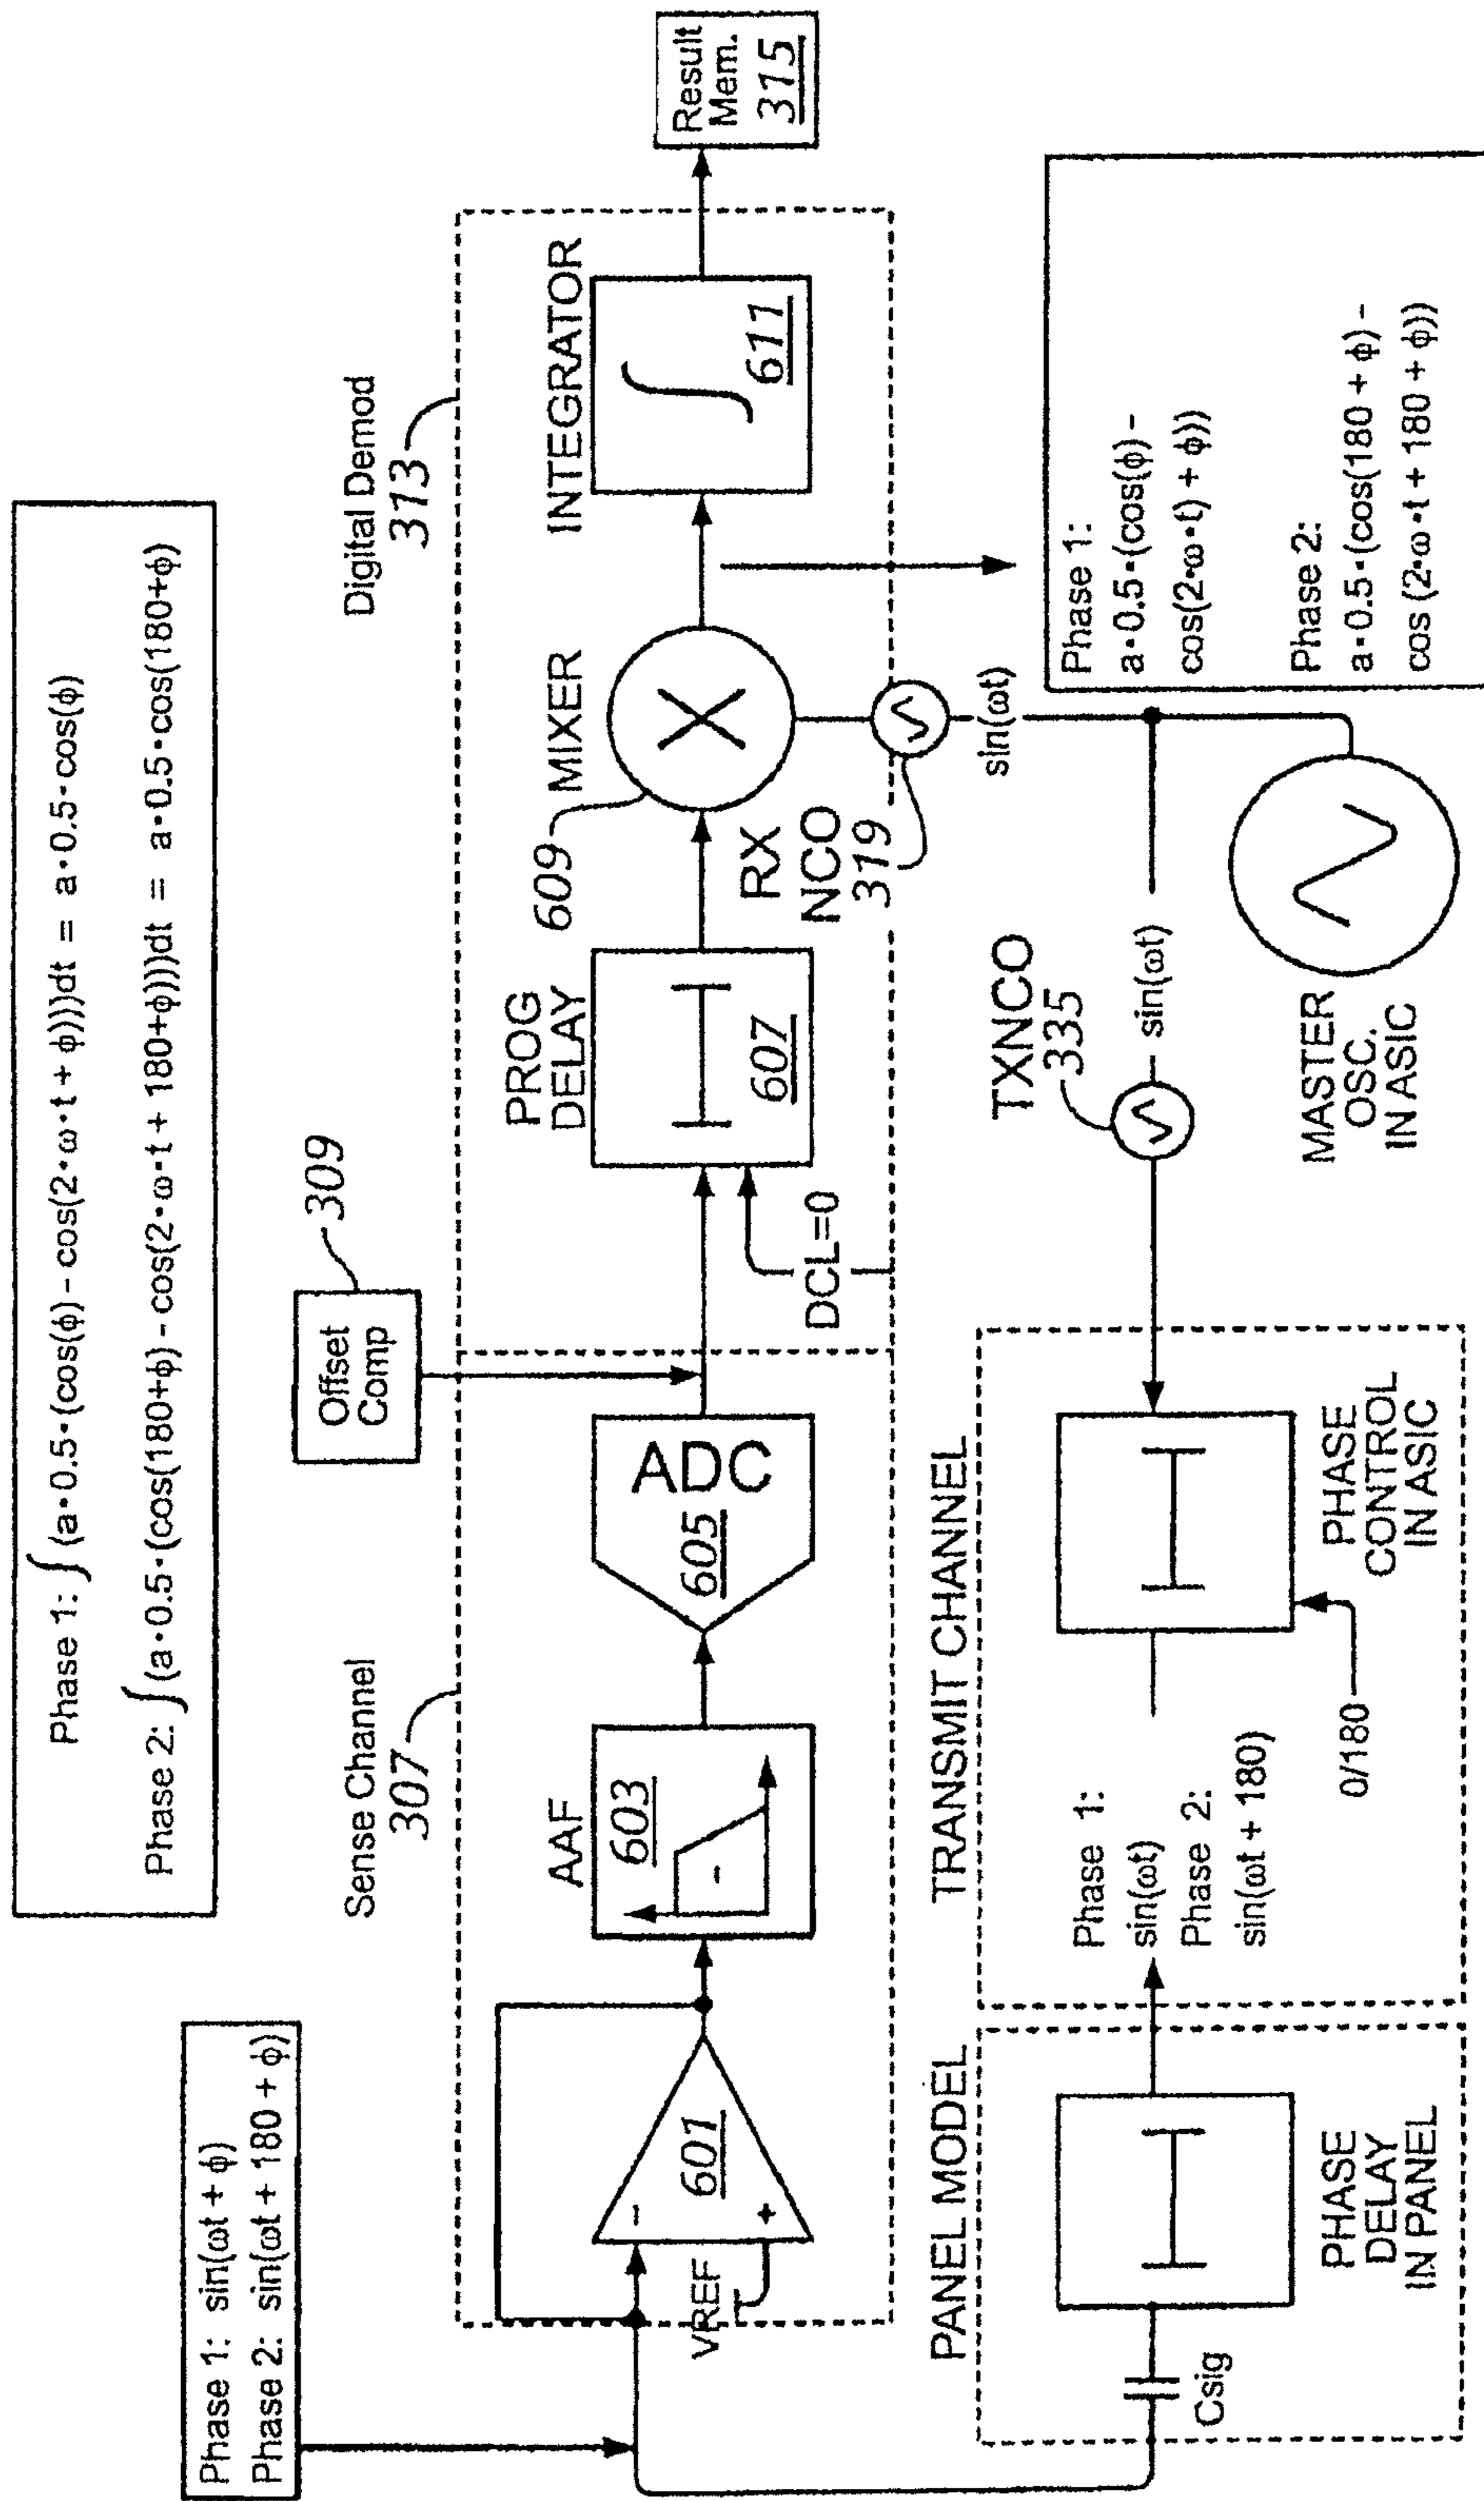 Phase 1: ∫(a•0.5•(cos(ϕ) – cos(2•ω•t + ϕ)))dt = a•0.5•cos(ϕ)
Phase 2: ∫(a•0.5•(cos(180+ϕ) – cos(2•ω•t + 180+ϕ)))dt = a•0.5•cos(180+ϕ)
Phase 1: sin(ωt + ϕ)
Phase 2: sin(ωt + 180 + ϕ)
Sense Channel
307
Offset
Comp
309
Digital Demod
313
VREF
-
+
601
AAF
603
-
ADC
605
PROG
DELAY
607
DCL=0
MIXER
609
RX
NCO
319
INTEGRATOR
∫
611
Result
Mem.
315
sin(ωt)
PANEL MODEL
Csig
PHASE
DELAY
IN PANEL
TRANSMIT CHANNEL
Phase 1:
sin(ωt)
Phase 2:
sin(ωt + 180)
0/180
PHASE
CONTROL
IN ASIC
TXNCO
335
sin(ωt)
MASTER
OSC.
IN ASIC
Phase 1:
a•0.5•(cos(ϕ) –
cos(2•ω•t) + ϕ))
Phase 2:
a•0.5•(cos(180 + ϕ) –
cos (2•ω•t + 180 + ϕ))